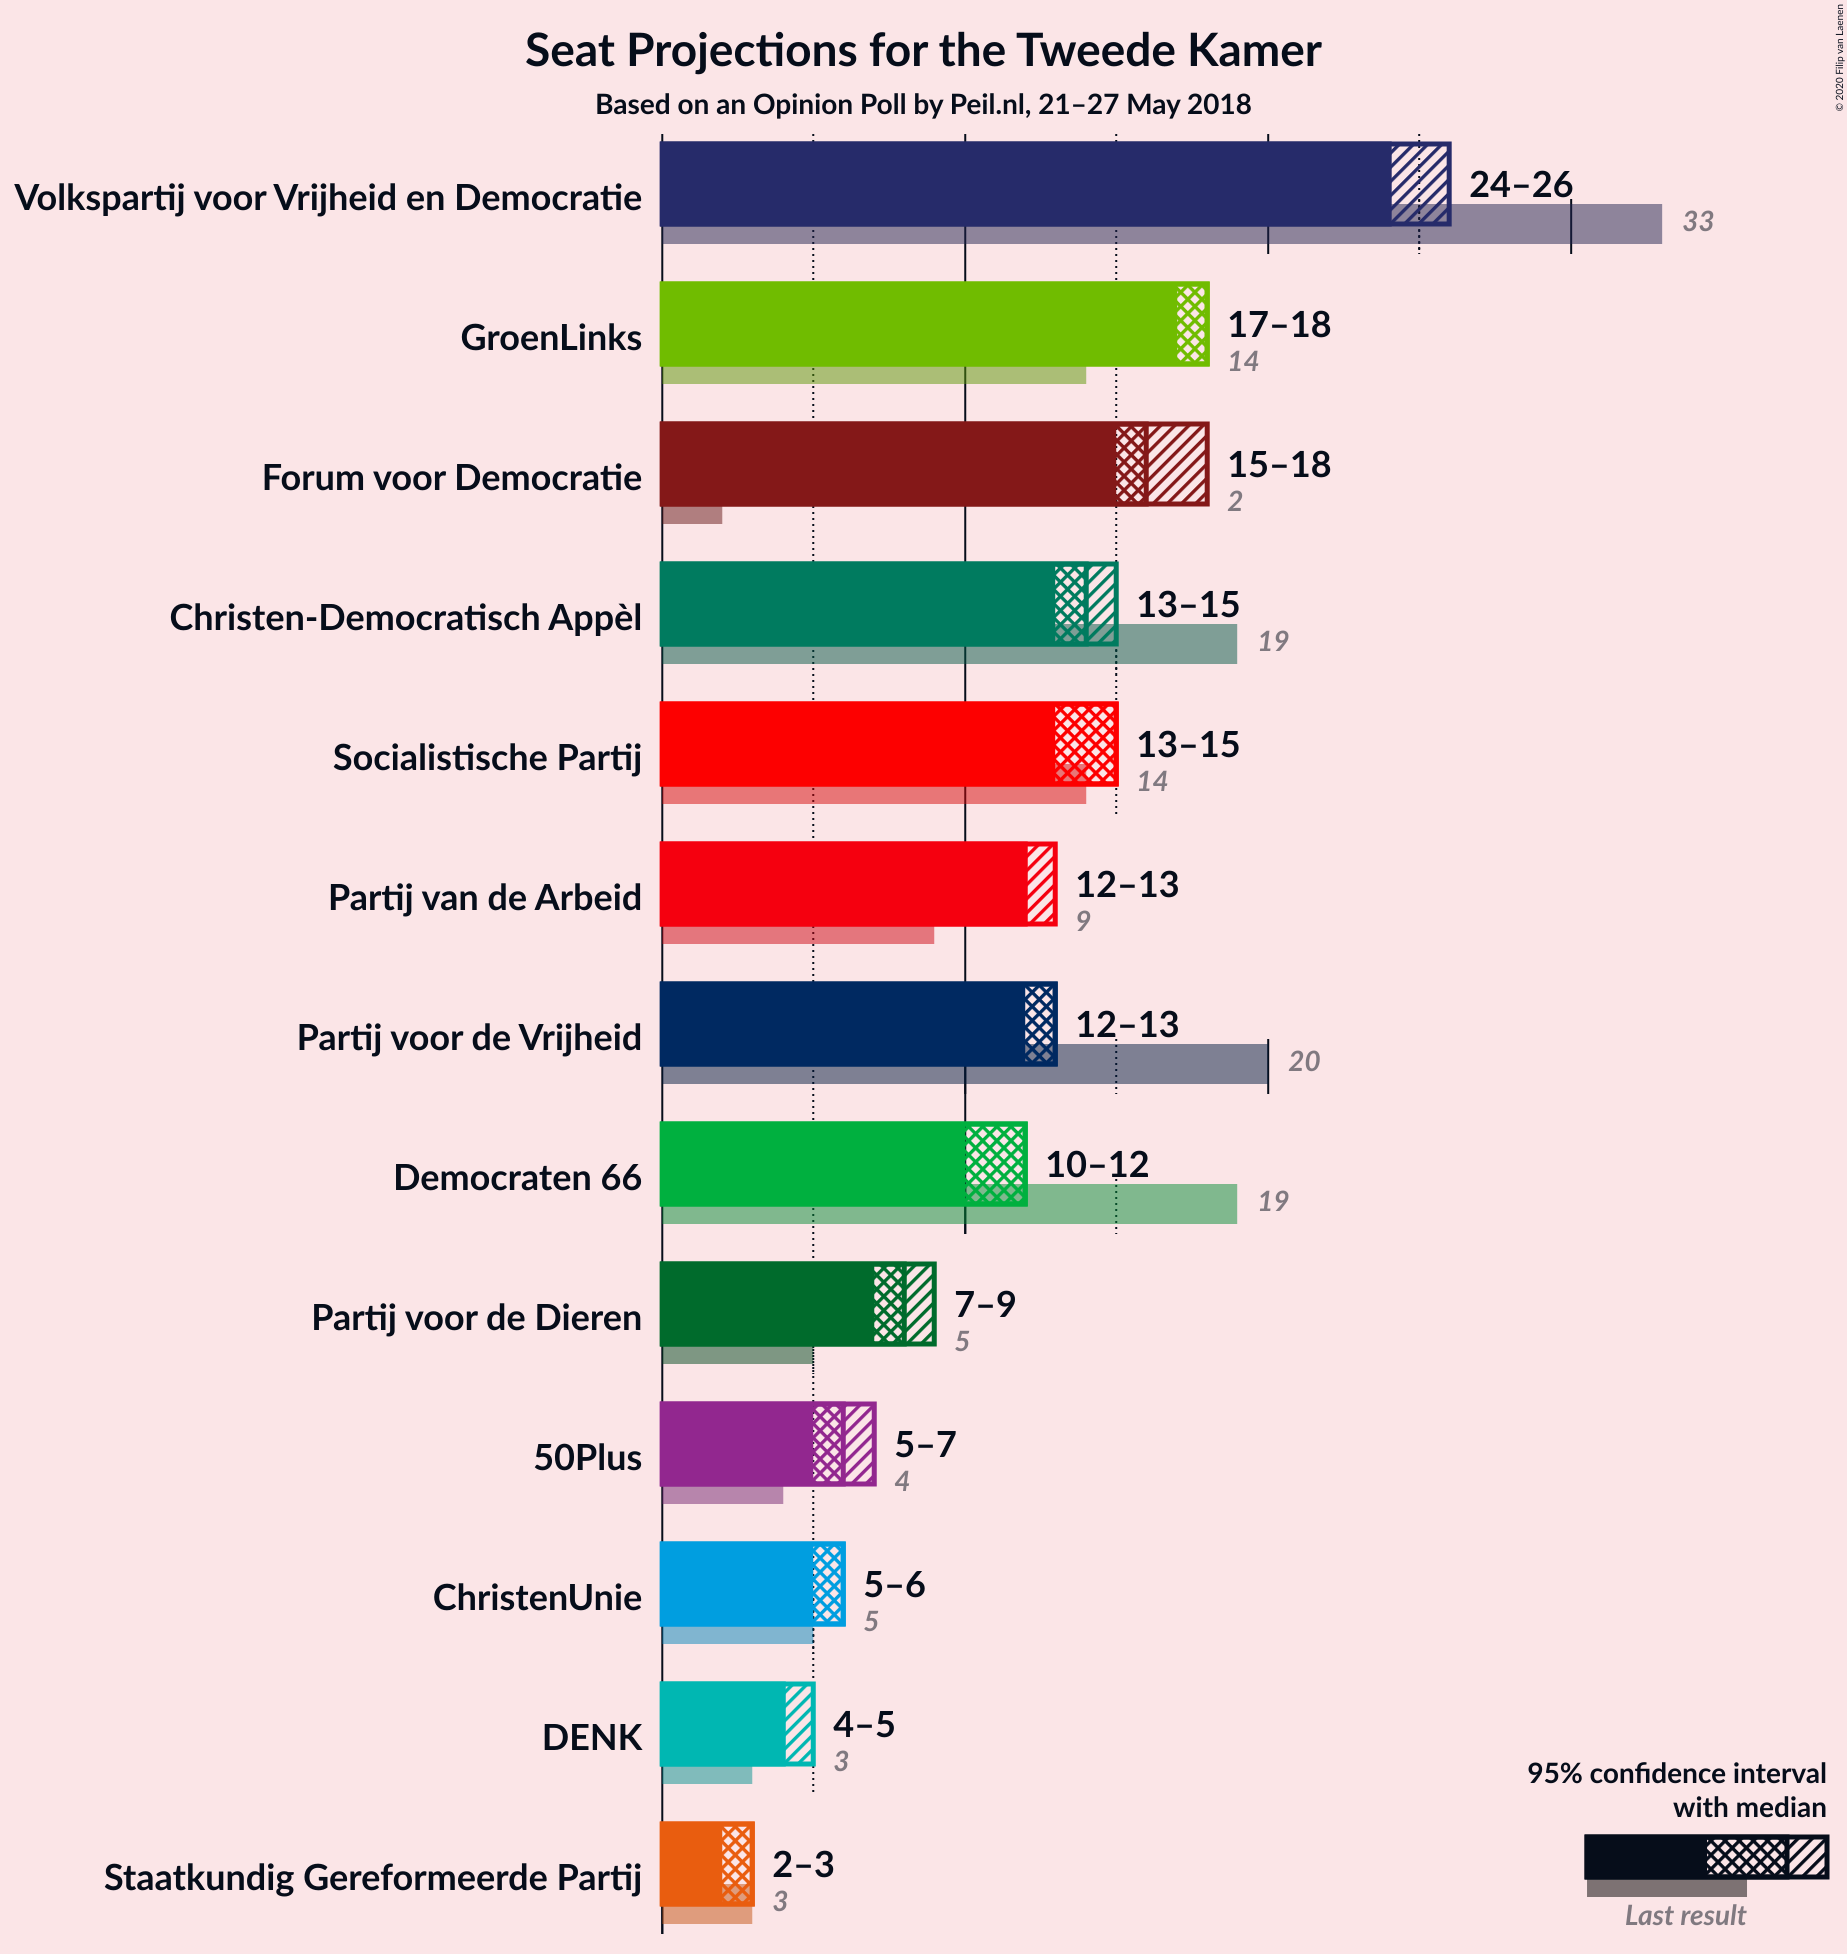 Seat Projections for the Tweede Kamer
Based on an Opinion Poll by Peil.nl, 21–27 May 2018
© 2020 Filip van Laenen
Volkspartij voor Vrijheid en Democratie
24–26
33
GroenLinks
17–18
14
Forum voor Democratie
15–18
2
Christen-Democratisch Appèl
13–15
19
Socialistische Partij
13–15
14
Partij van de Arbeid
12–13
9
Partij voor de Vrijheid
12–13
20
Democraten 66
10–12
19
Partij voor de Dieren
7–9
5
50Plus
5–7
4
ChristenUnie
5–6
5
DENK
4–5
3
Staatkundig Gereformeerde Partij
2–3
3
95% confidence interval
with median
Last result